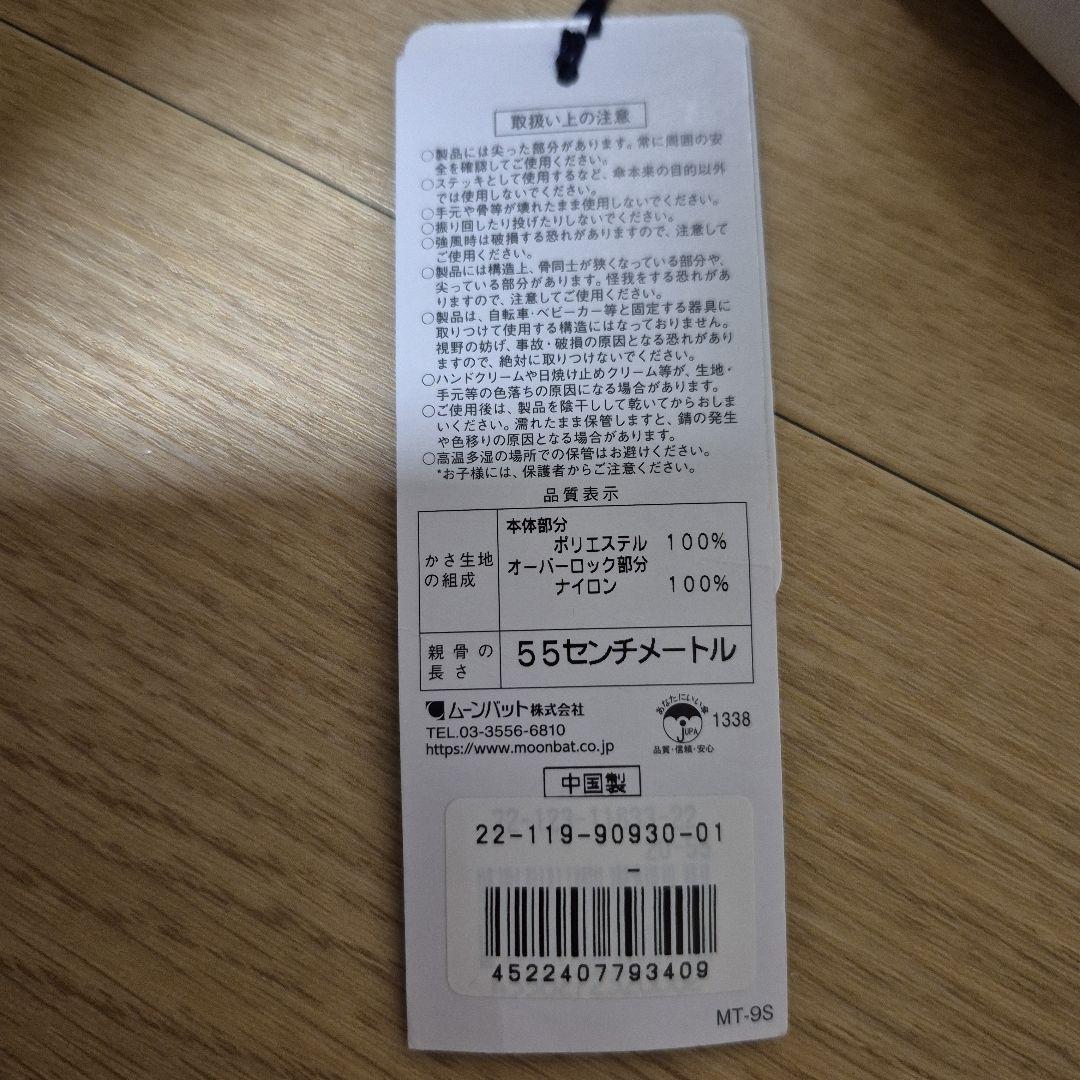 取扱い上の注意
○製品には尖った部分があります。常に周囲の安
全を確認してご使用ください。
○ステッキとして使用するなど、傘本来の目的以外
では使用しないでください。
○手元や骨等が壊れたまま使用しないでください。
○振り回したり投げたりしないでください。
○強風時は破損する恐れがありますので、注意して
ご使用ください。
○製品には構造上、骨同士が狭くなっている部分や、
尖っている部分があります。怪我をする恐れがあ
りますので、注意してご使用ください。
○製品は、自転車・ベビーカー等と固定する器具に
取りつけて使用する構造にはなっておりません。
視野の妨げ、事故・破損の原因となる恐れがあり
ますので、絶対に取りつけないでください。
○ハンドクリームや日焼け止めクリーム等が、生地・
手元等の色落ちの原因になる場合があります。
○ご使用後は、製品を陰干しして乾いてからおしま
いください。濡れたまま保管しますと、錆の発生
や色移りの原因となる場合があります。
○高温多湿の場所での保管はお避けください。
*お子様には、保護者からご注意ください。
品質表示
かさ生地
の組成
本体部分
ポリエステル 100%
オーバーロック部分
ナイロン 100%
親骨の
長さ
55センチメートル
ムーンバット株式会社
TEL.03-3556-6810
https://www.moonbat.co.jp
あなたにいい傘
JUPA
品質・信頼・安心
1338
中国製
22-119-90930-01
-
4522407793409
MT-9S